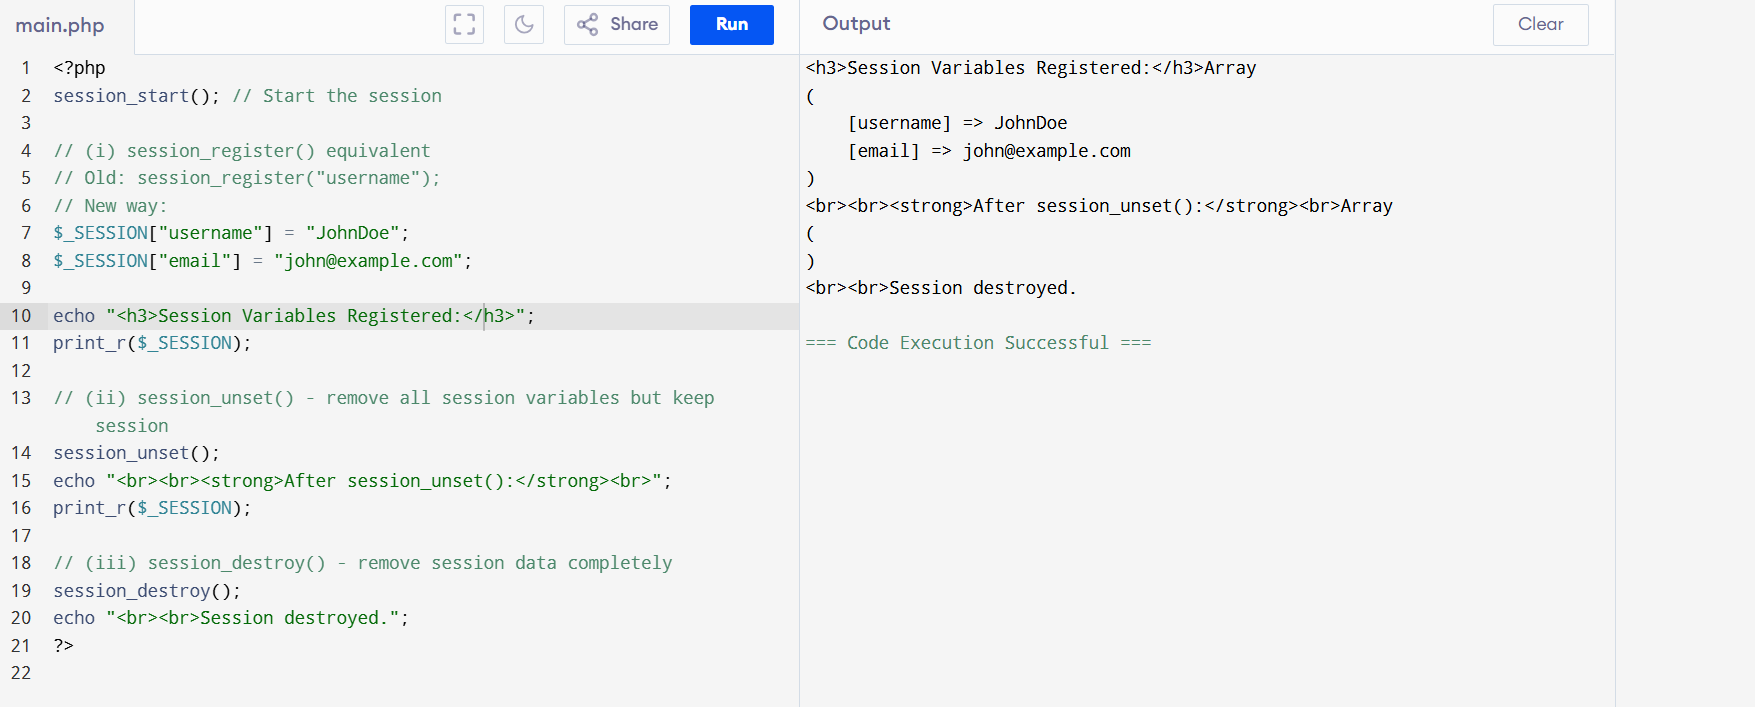 main.php
Share
Run
Output
Clear
1 <?php
2 session_start(); // Start the session
3
4 // (i) session_register() equivalent
5 // Old: session_register("username");
6 // New way:
7 $_SESSION["username"] = "JohnDoe";
8 $_SESSION["email"] = "john@example.com";
9
10 echo "<h3>Session Variables Registered:</h3>";
11 print_r($_SESSION);
12
13 // (ii) session_unset() - remove all session variables but keep
session
14 session_unset();
15 echo "<br><br><strong>After session_unset():</strong><br>";
16 print_r($_SESSION);
17
18 // (iii) session_destroy() - remove session data completely
19 session_destroy();
20 echo "<br><br>Session destroyed.";
21 ?>
22
<h3>Session Variables Registered:</h3>Array
(
    [username] => JohnDoe
    [email] => john@example.com
)
<br><br><strong>After session_unset():</strong><br>Array
(
)
<br><br>Session destroyed.
=== Code Execution Successful ===